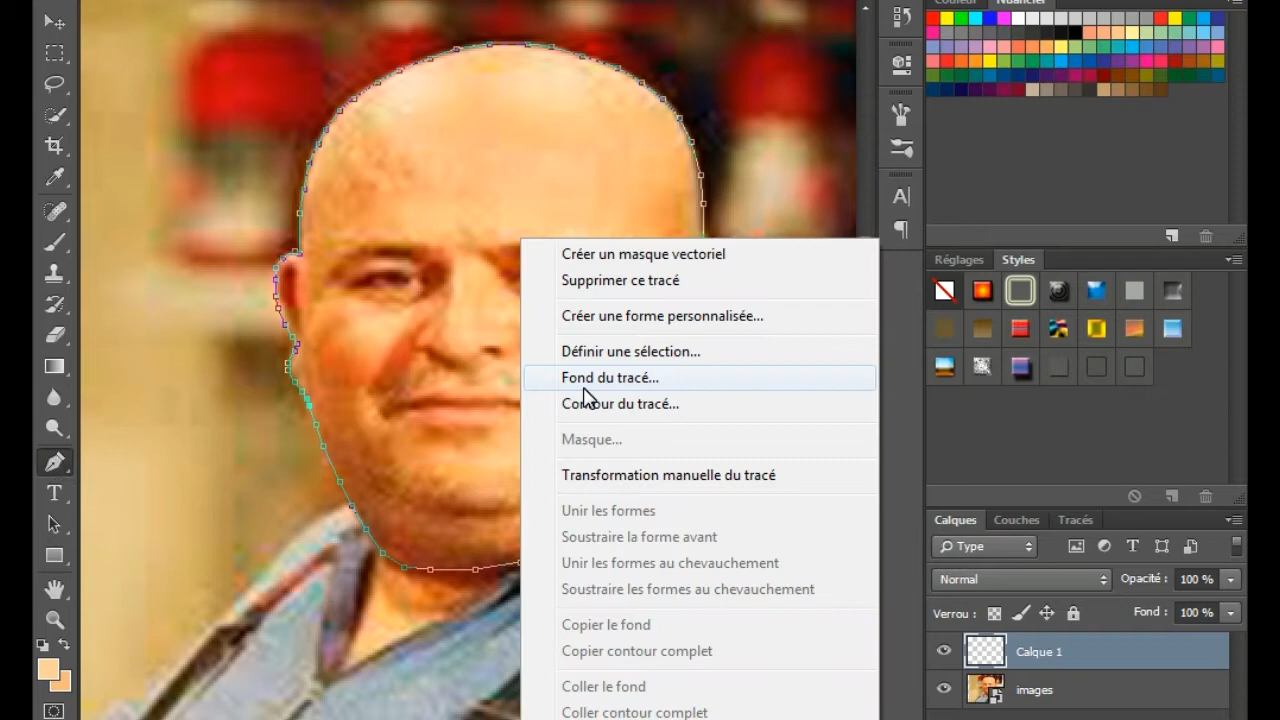 Couleur
Nuancier
Créer un masque vectoriel
Supprimer ce tracé
Créer une forme personnalisée...
Définir une sélection...
Fond du tracé...
Contour du tracé...
Masque...
Transformation manuelle du tracé
Unir les formes
Soustraire la forme avant
Unir les formes au chevauchement
Soustraire les formes au chevauchement
Copier le fond
Copier contour complet
Coller le fond
Coller contour complet
Réglages
Styles
Calques
Couches
Tracés
Type
Normal
Opacité : 100 %
Verrou :
Fond : 100 %
Calque 1
images